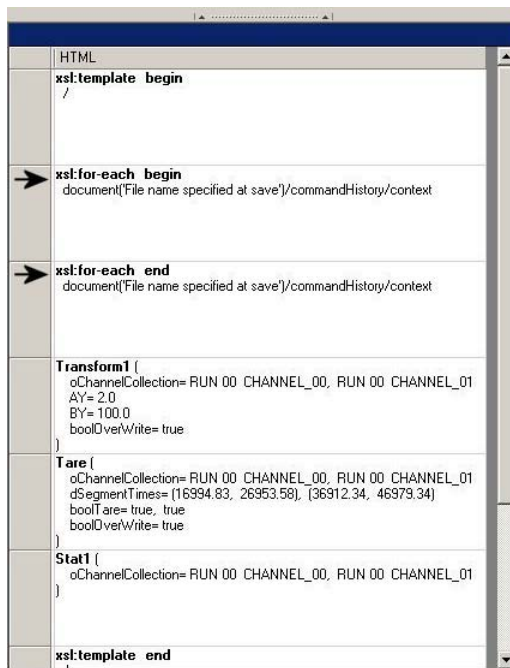 HTML
xsl:template begin
/
xsl:for-each begin
document('File name specified at save')/commandHistory/context
xsl:for-each end
document('File name specified at save')/commandHistory/context
Transform1 (
oChannelCollection= RUN 00 CHANNEL_00, RUN 00 CHANNEL_01
AY= 2.0
BY= 100.0
boolOverWrite= true
)
Tare (
oChannelCollection= RUN 00 CHANNEL_00, RUN 00 CHANNEL_01
dSegmentTimes= (16994.83, 26953.58), (36912.34, 46979.34)
boolTare= true, true
boolOverWrite= true
)
Stat1 (
oChannelCollection= RUN 00 CHANNEL_00, RUN 00 CHANNEL_01
)
xsl:template end